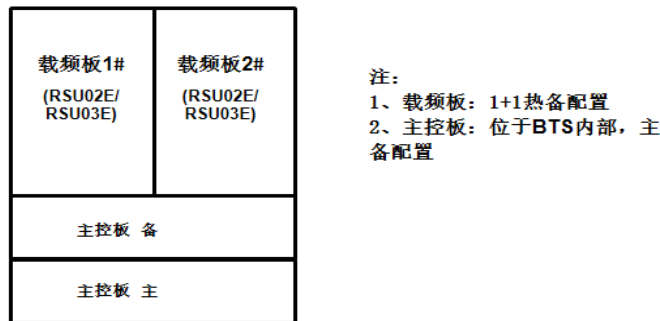 载频板1#
(RSU02E/
RSU03E)
载频板2#
(RSU02E/
RSU03E)
主控板 备
主控板 主
注：
1、载频板：1+1热备配置
2、主控板：位于BTS内部，主
备配置